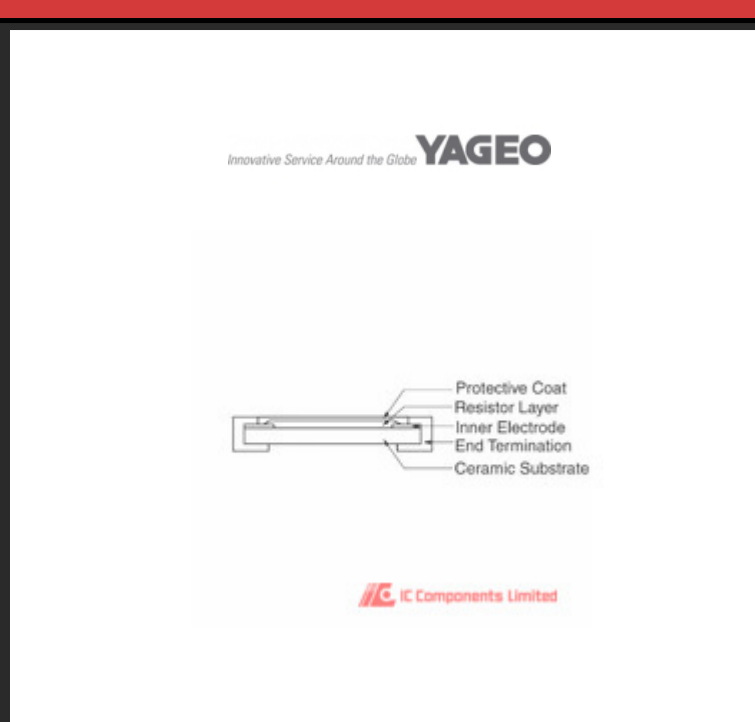 Innovative Service Around the Globe YAGEO
Protective Coat
Resistor Layer
Inner Electrode
End Termination
Ceramic Substrate
IC Components Limited